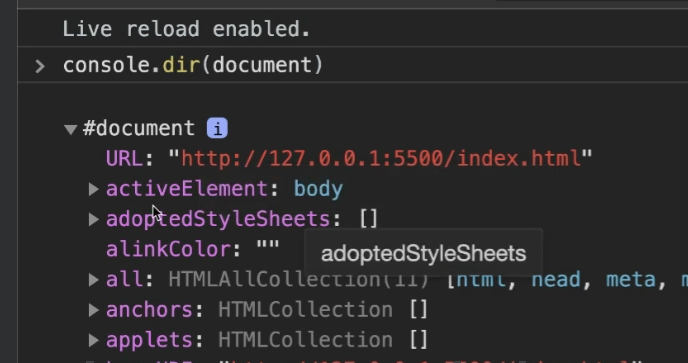 Live reload enabled.
> console.dir(document)
▼ #document i
URL: "http://127.0.0.1:5500/index.html"
▶ activeElement: body
▶ adoptedStyleSheets: []
alinkColor: ""
adoptedStyleSheets
▶ all: HTMLAllCollection(11) [html, head, meta,
▶ anchors: HTMLCollection []
▶ applets: HTMLCollection []